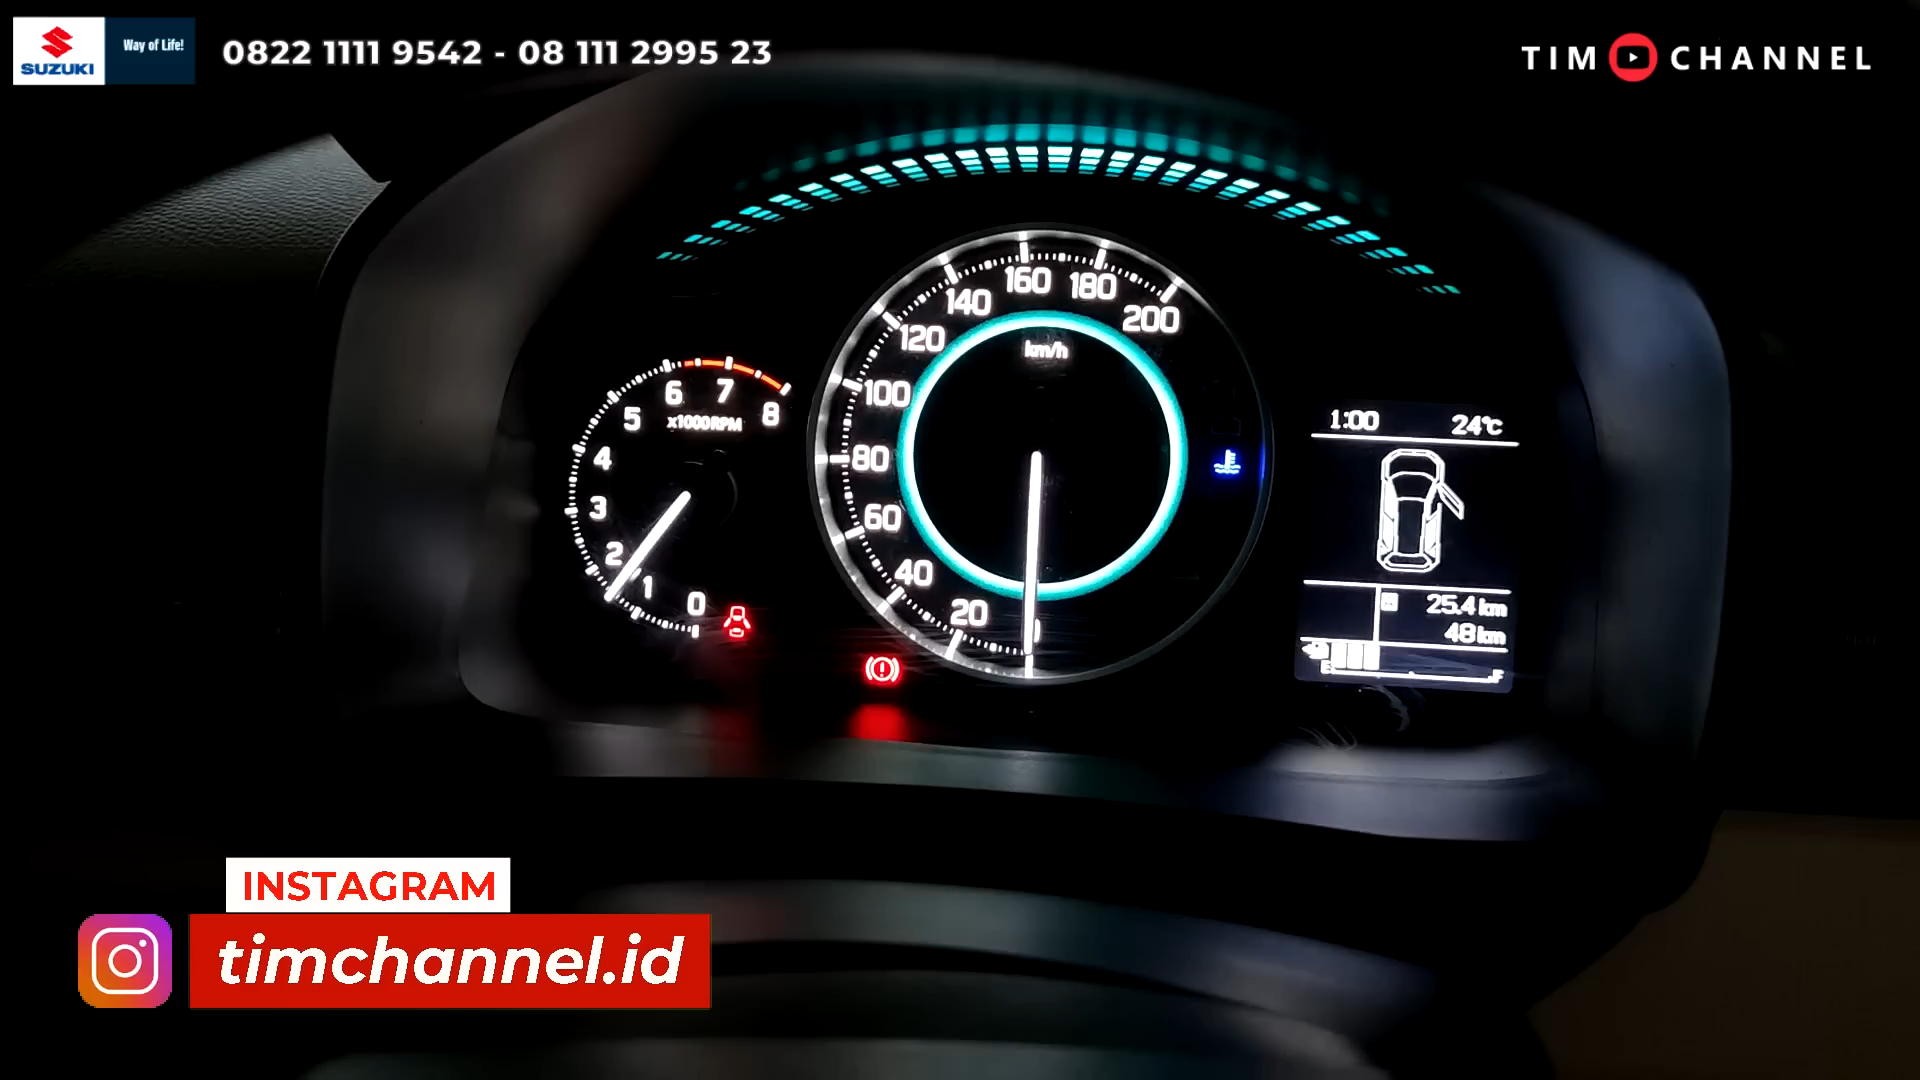 SUZUKI
Way of Life!
0822 1111 9542 - 08 111 2995 23
TIM CHANNEL
200
180
160
140
120
100
80
60
40
20
km/h
8
7
6
5
4
3
2
1
0
x1000RPM
1:00 24°C
25.4 km
48 km
E F
INSTAGRAM
timchannel.id